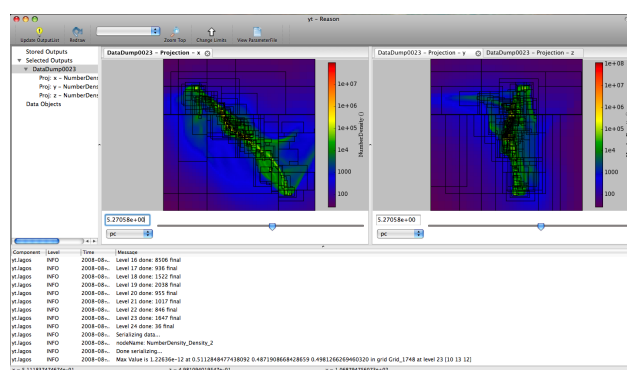 yt - Reason
Update OutputList
Redraw
Zoom Top
Change Limits
View ParameterFile
Stored Outputs
Selected Outputs
DataDump0023
Proj: x - NumberDens
Proj: y - NumberDens
Proj: z - NumberDens
Data Objects
DataDump0023 - Projection - x
1e+07
1e+06
1e+05
1e+04
1000
100
NumberDensity ()
5.27058e+00
pc
DataDump0023 - Projection - y
DataDump0023 - Projection - z
1e+08
1e+07
1e+06
1e+05
1e+04
1000
100
5.27058e+00
pc
Component Level Time Message
yt.lagos INFO 2008-08-... Level 16 done: 8506 final
yt.lagos INFO 2008-08-... Level 17 done: 936 final
yt.lagos INFO 2008-08-... Level 18 done: 1522 final
yt.lagos INFO 2008-08-... Level 19 done: 2038 final
yt.lagos INFO 2008-08-... Level 20 done: 955 final
yt.lagos INFO 2008-08-... Level 21 done: 1017 final
yt.lagos INFO 2008-08-... Level 22 done: 846 final
yt.lagos INFO 2008-08-... Level 23 done: 1647 final
yt.lagos INFO 2008-08-... Level 24 done: 36 final
yt.lagos INFO 2008-08-... Serializing data...
yt.lagos INFO 2008-08-... nodeName: NumberDensity_Density_2
yt.lagos INFO 2008-08-... Done serializing...
yt.lagos INFO 2008-08-... Max Value is 1.22636e-12 at 0.5112848477438092 0.4871908668428659 0.4981266269460320 in grid Grid_1748 at level 23 [10 13 12]